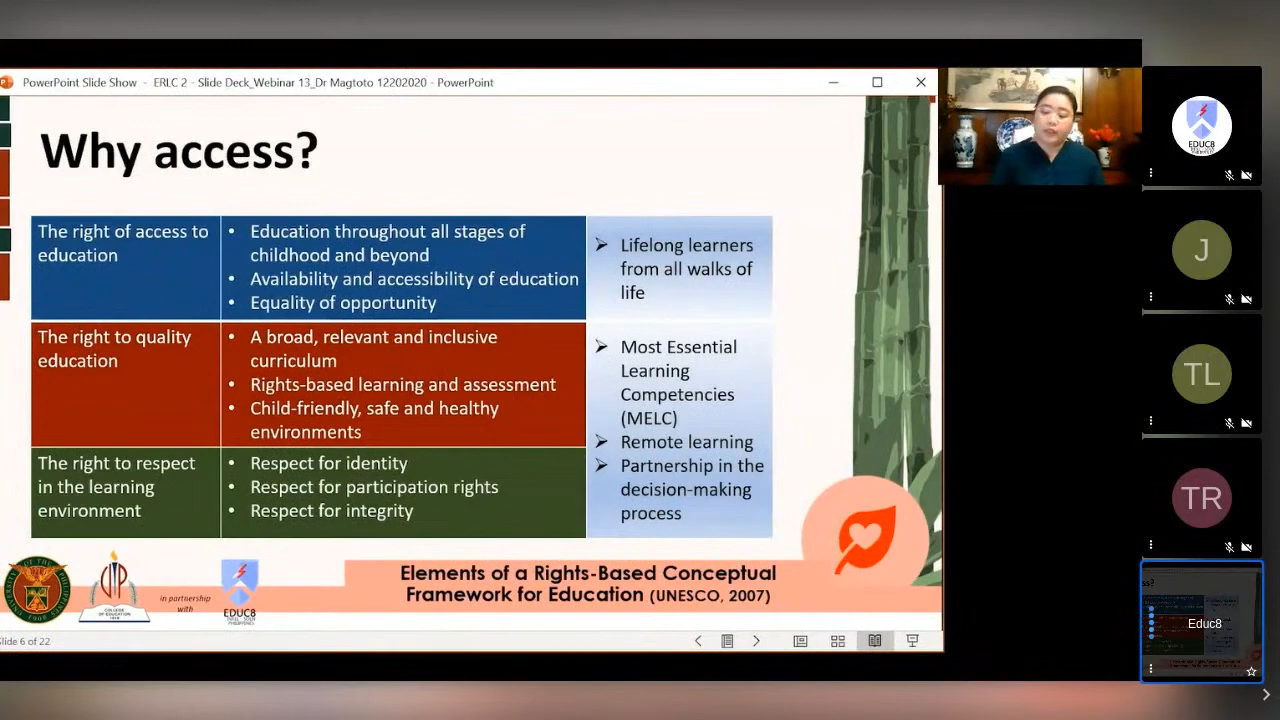 PowerPoint Slide Show - ERLC 2 - Slide Deck_Webinar 13_Dr Magtoto 12202020 - PowerPoint
Why access?
The right of access to
education
• Education throughout all stages of
childhood and beyond
• Availability and accessibility of education
• Equality of opportunity
➢ Lifelong learners
from all walks of
life
The right to quality
education
• A broad, relevant and inclusive
curriculum
• Rights-based learning and assessment
• Child-friendly, safe and healthy
environments
➢ Most Essential
Learning
Competencies
(MELC)
➢ Remote learning
➢ Partnership in the
decision-making
process
The right to respect
in the learning
environment
• Respect for identity
• Respect for participation rights
• Respect for integrity
in partnership
with
COLLEGE
OF EDUCATION
EDUC8
PHILIPPINES
Elements of a Rights-Based Conceptual
Framework for Education (UNESCO, 2007)
Slide 6 of 22
EDUC8
J
TL
TR
Educ8